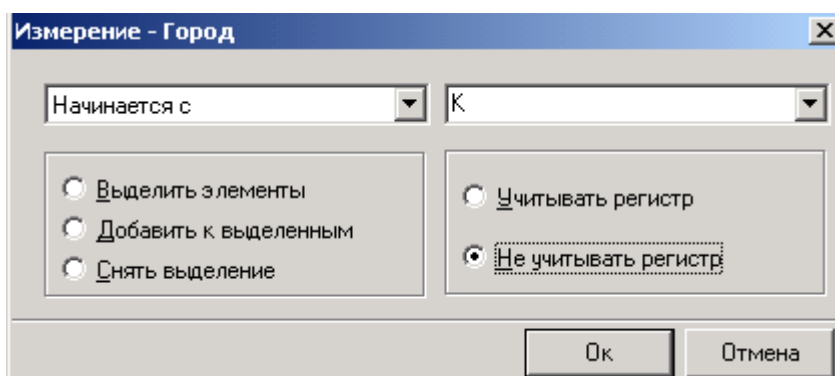 Измерение - Город
Начинается с
К
Выделить элементы
Добавить к выделенным
Снять выделение
Учитывать регистр
Не учитывать регистр
Ок
Отмена